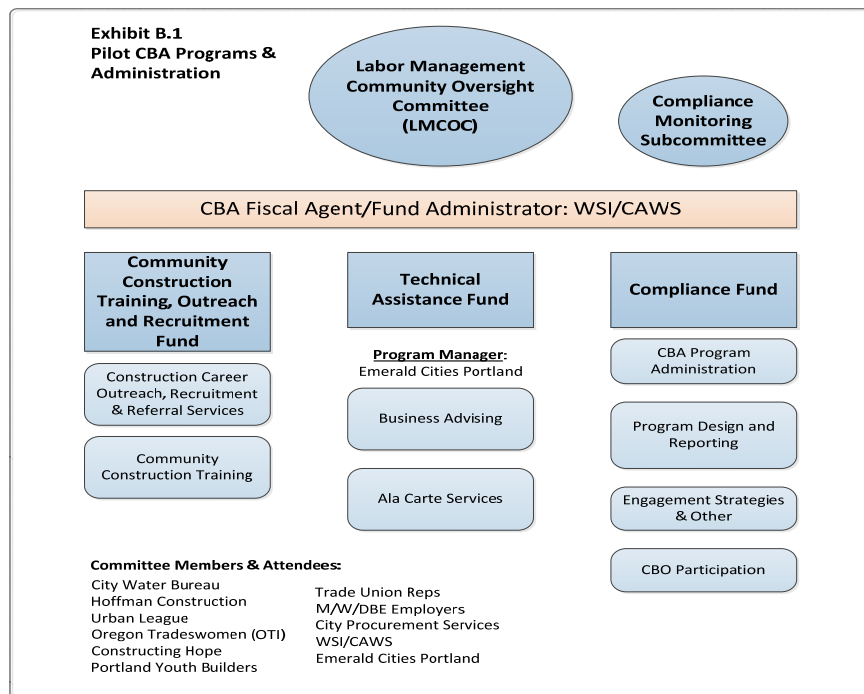 Exhibit B.1
Pilot CBA Programs &
Administration
Labor Management
Community Oversight
Committee
(LMCOC)
Compliance
Monitoring
Subcommittee
CBA Fiscal Agent/Fund Administrator: WSI/CAWS
Community
Construction
Training, Outreach
and Recruitment
Fund
Construction Career
Outreach, Recruitment
& Referral Services
Community
Construction Training
Technical
Assistance Fund
Program Manager:
Emerald Cities Portland
Business Advising
Ala Carte Services
Compliance Fund
CBA Program
Administration
Program Design and
Reporting
Engagement Strategies
& Other
CBO Participation
Committee Members & Attendees:
City Water Bureau
Hoffman Construction
Urban League
Oregon Tradeswomen (OTI)
Constructing Hope
Portland Youth Builders
Trade Union Reps
M/W/DBE Employers
City Procurement Services
WSI/CAWS
Emerald Cities Portland